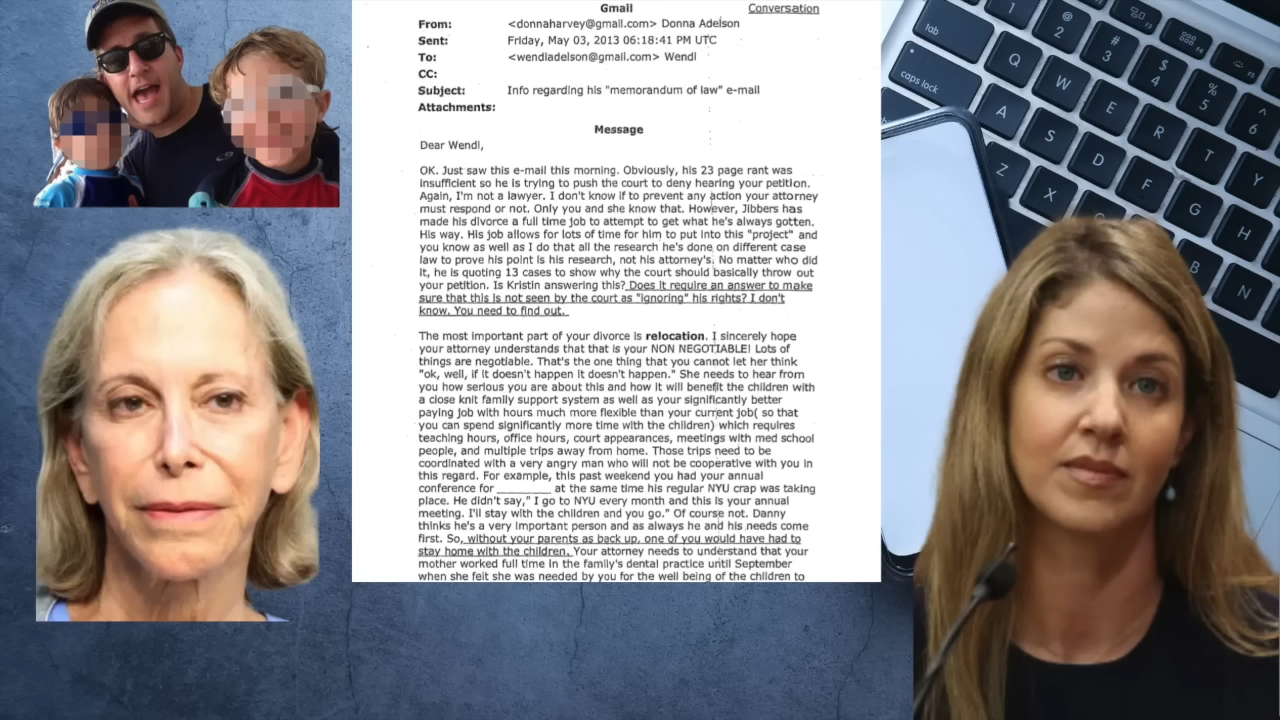 Gmail
Conversation
From: <donnaharvey@gmail.com> Donna Adelson
Sent: Friday, May 03, 2013 06:18:41 PM UTC
To: <wendiadelson@gmail.com> Wendi
CC:
Subject: Info regarding his "memorandum of law" e-mail
Attachments:
Message
Dear Wendi,
OK. Just saw this e-mail this morning. Obviously, his 23 page rant was
insufficient so he is trying to push the court to deny hearing your petition.
Again, I'm not a lawyer. I don't know if to prevent any action your attorney
must respond or not. Only you and she know that. However, Jibbers has
made his divorce a full time job to attempt to get what he's always gotten.
His way. His job allows for lots of time for him to put into this "project" and
you know as well as I do that all the research he's done on different case
law to prove his point is his research, not his attorney's. No matter who did
it, he is quoting 13 cases to show why the court should basically throw out
your petition. Is Kristin answering this? Does it require an answer to make
sure that this is not seen by the court as "ignoring" his rights? I don't
know. You need to find out.
The most important part of your divorce is relocation. I sincerely hope
your attorney understands that that is your NON NEGOTIABLE! Lots of
things are negotiable. That's the one thing that you cannot let her think
"ok, well, if it doesn't happen it doesn't happen." She needs to hear from
you how serious you are about this and how it will benefit the children with
a close knit family support system as well as your significantly better
paying job with hours much more flexible than your current job( so that
you can spend significantly more time with the children) which requires
teaching hours, office hours, court appearances, meetings with med school
people, and multiple trips away from home. Those trips need to be
coordinated with a very angry man who will not be cooperative with you in
this regard. For example, this past weekend you had your annual
conference for ________ at the same time his regular NYU crap was taking
place. He didn't say," I go to NYU every month and this is your annual
meeting. I'll stay with the children and you go." Of course not. Danny
thinks he's a very important person and as always he and his needs come
first. So, without your parents as back up, one of you would have had to
stay home with the children. Your attorney needs to understand that your
mother worked full time in the family's dental practice until September
when she felt she was needed by you for the well being of the children to
tab
caps lock
1
@
2
#
3
$
4
%
5
^
6
Q
W
E
R
T
Y
A
S
D
F
G
H
Z
X
V
B
N